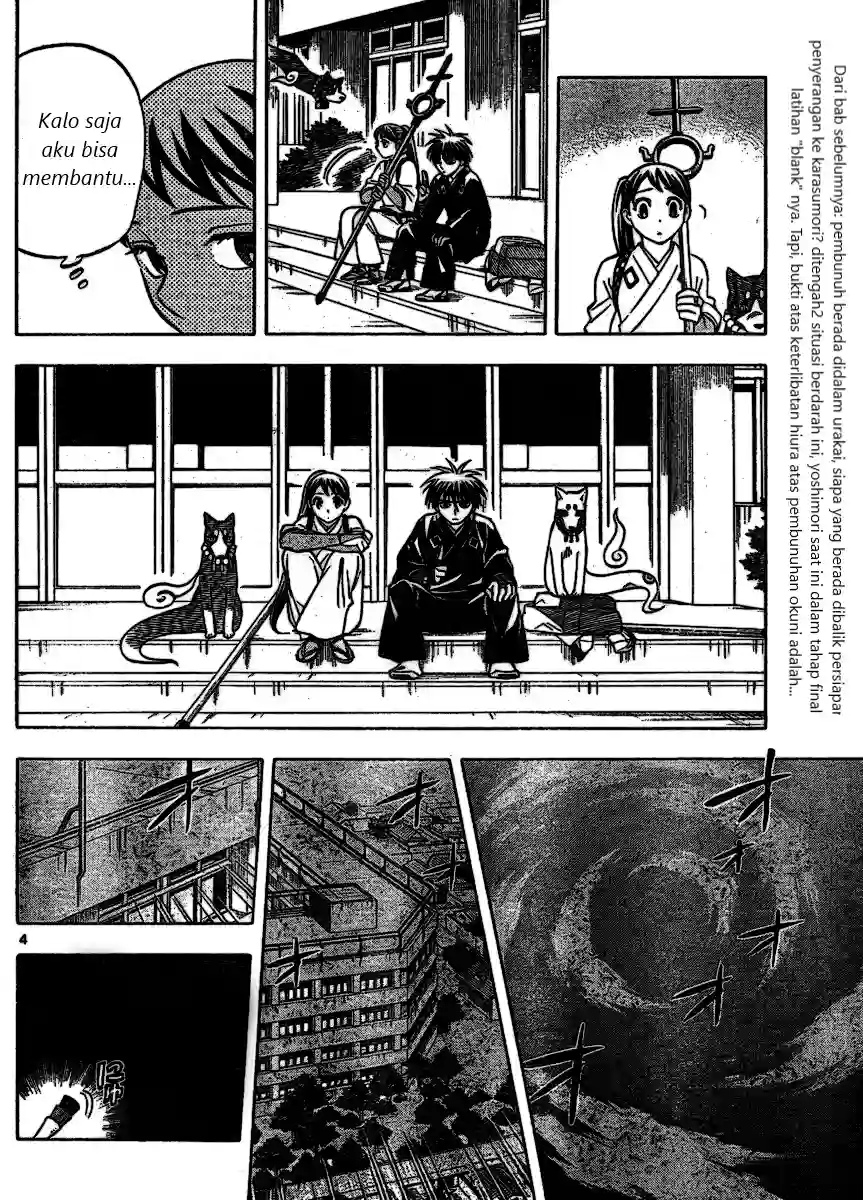 Dari bab sebelumnya: pembunuh berada didalam urakai, siapa yang berada dibalik persiapar
penyerangan ke karasumori? ditengah2 situasi berdarah ini, yoshimori saat ini dalam tahap final
latihan "blank" nya. Tapi, bukti atas keterlibatan hiura atas pembunuhan okuni adalah...
Kalo saja
aku bisa
membantu...
オ
オ
オ
オ
オ
オ
オ
オ
4